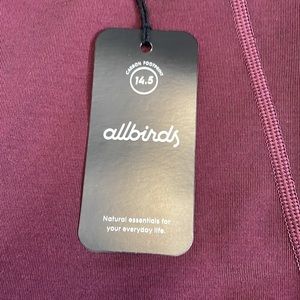 CARBON FOOTPRINT
14.5
allbirds
Natural essentials for
your everyday life.